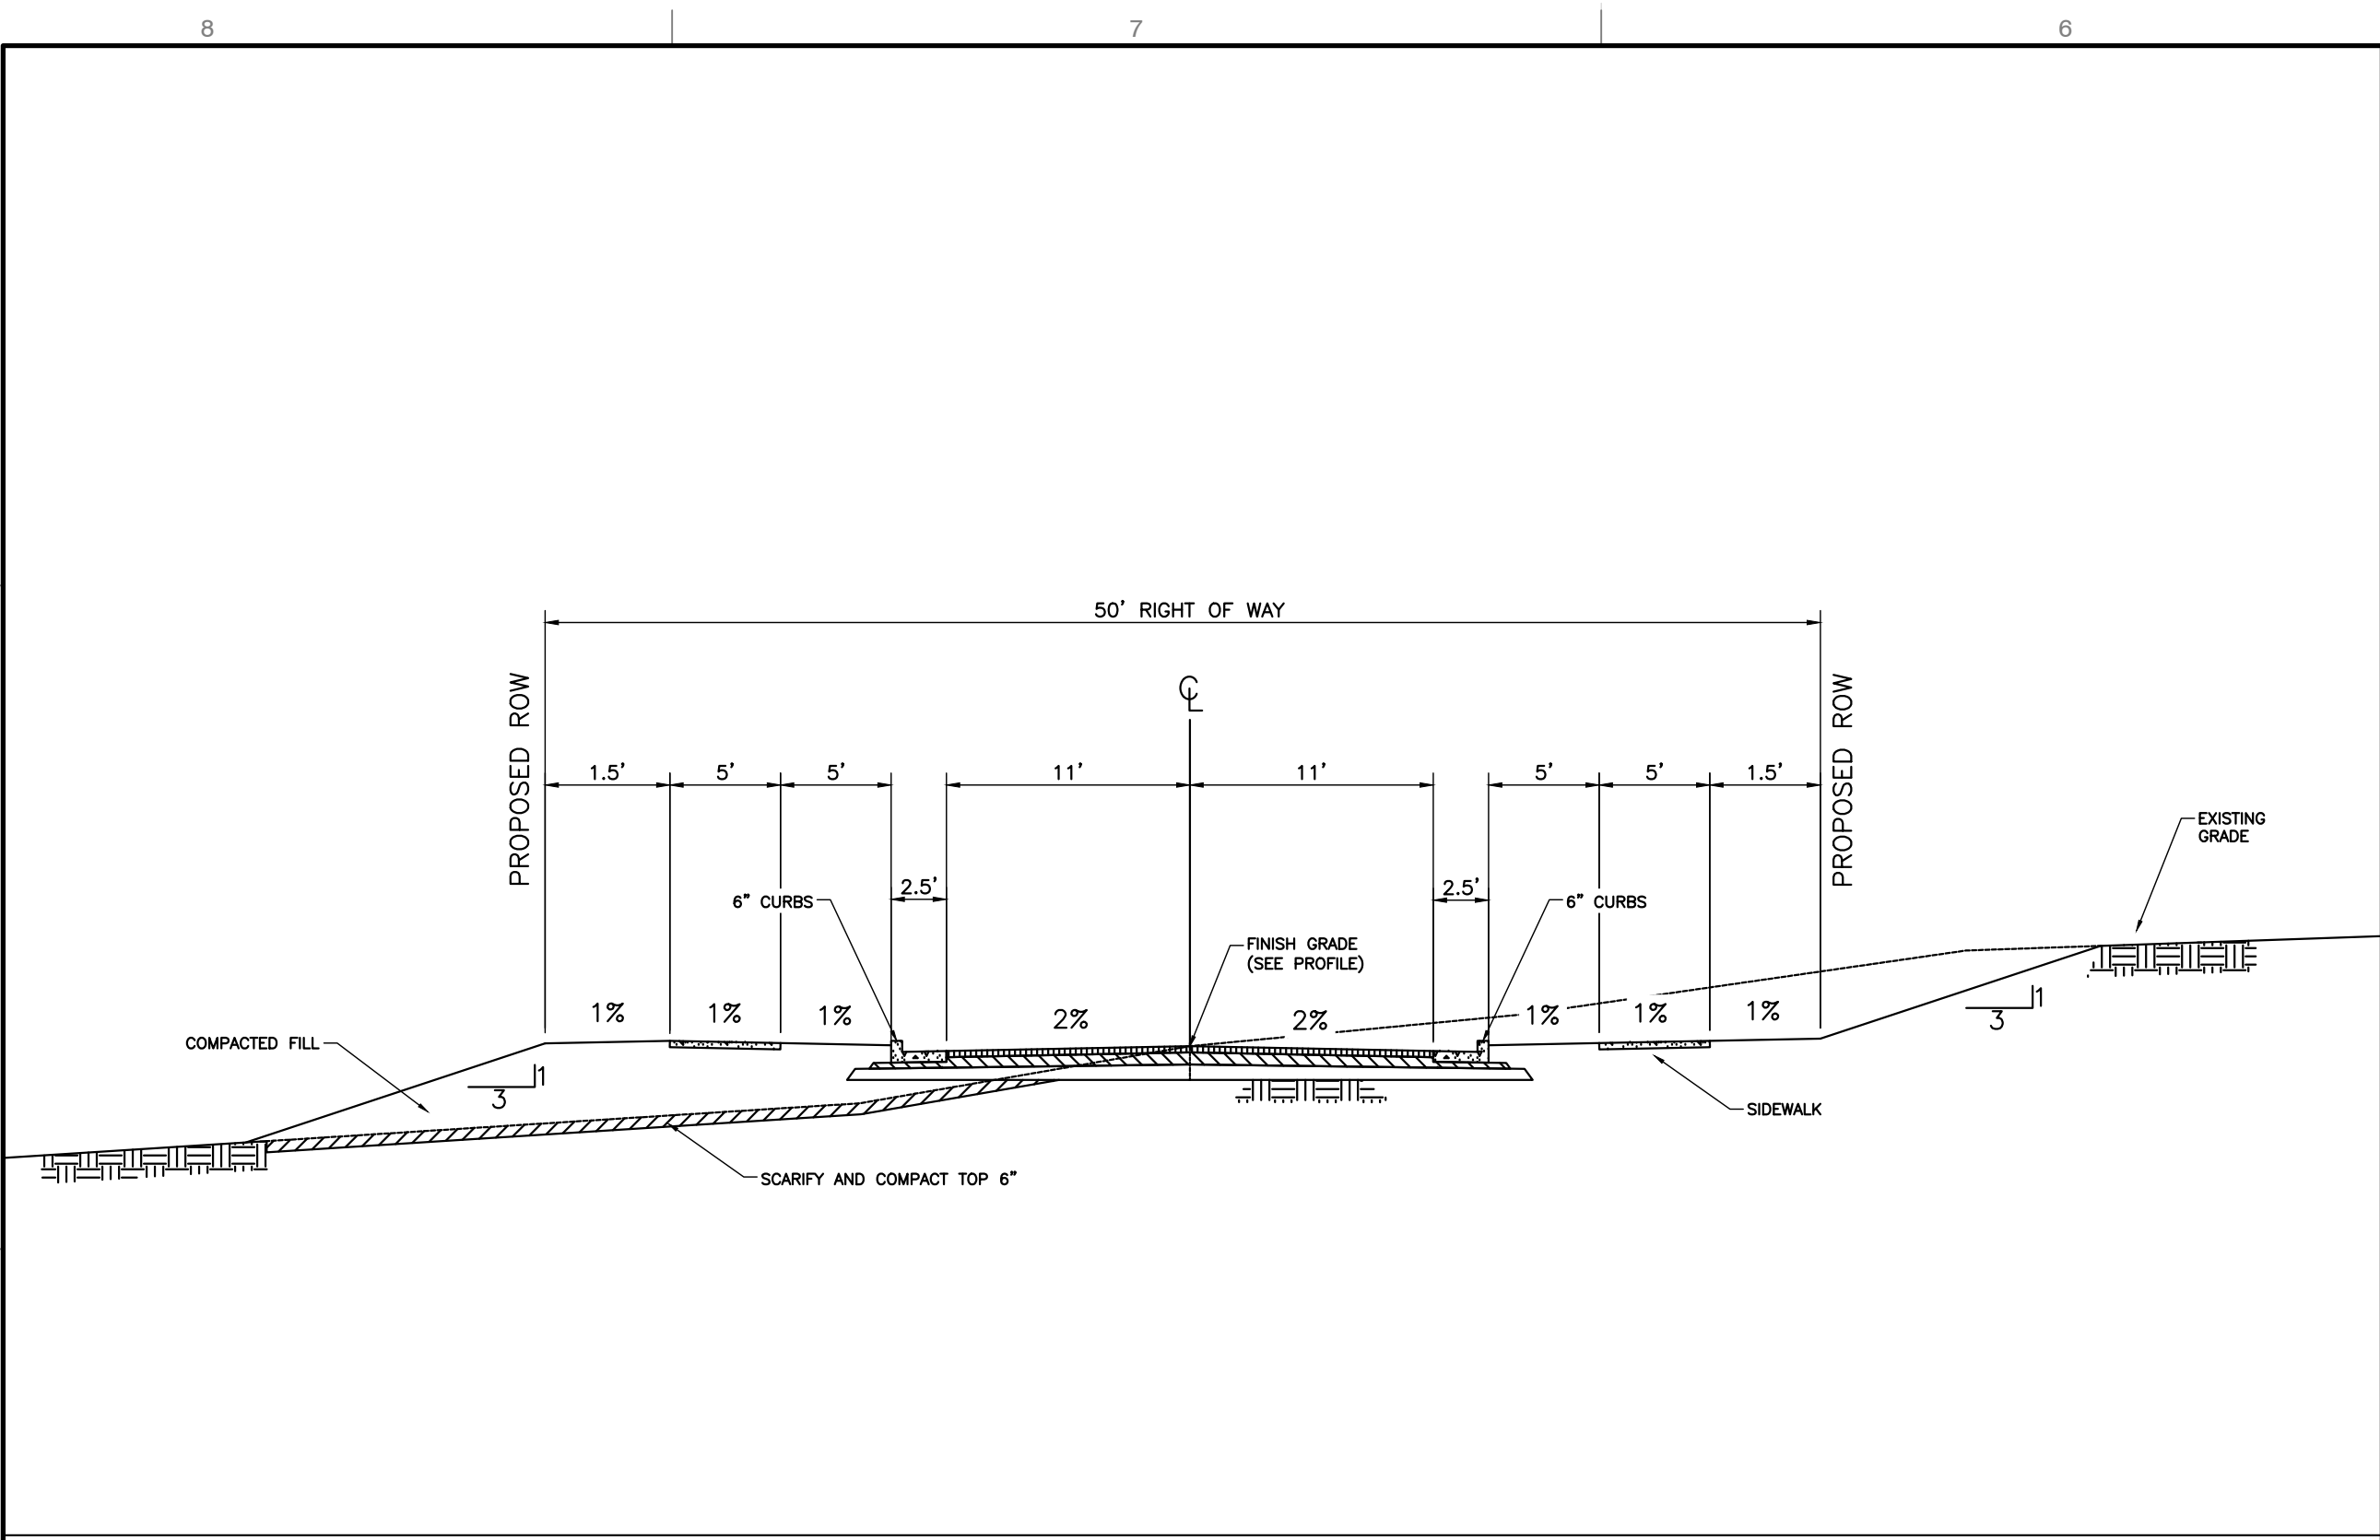 8 7 6
50' RIGHT OF WAY
PROPOSED ROW
PROPOSED ROW
℄
1.5' 5' 5' 11' 11' 5' 5' 1.5'
EXISTING
GRADE
2.5' 2.5'
6" CURBS 6" CURBS
FINISH GRADE
(SEE PROFILE)
1% 1% 1% 2% 2% 1% 1% 1%
COMPACTED FILL
1
3
1
3
SIDEWALK
SCARIFY AND COMPACT TOP 6"